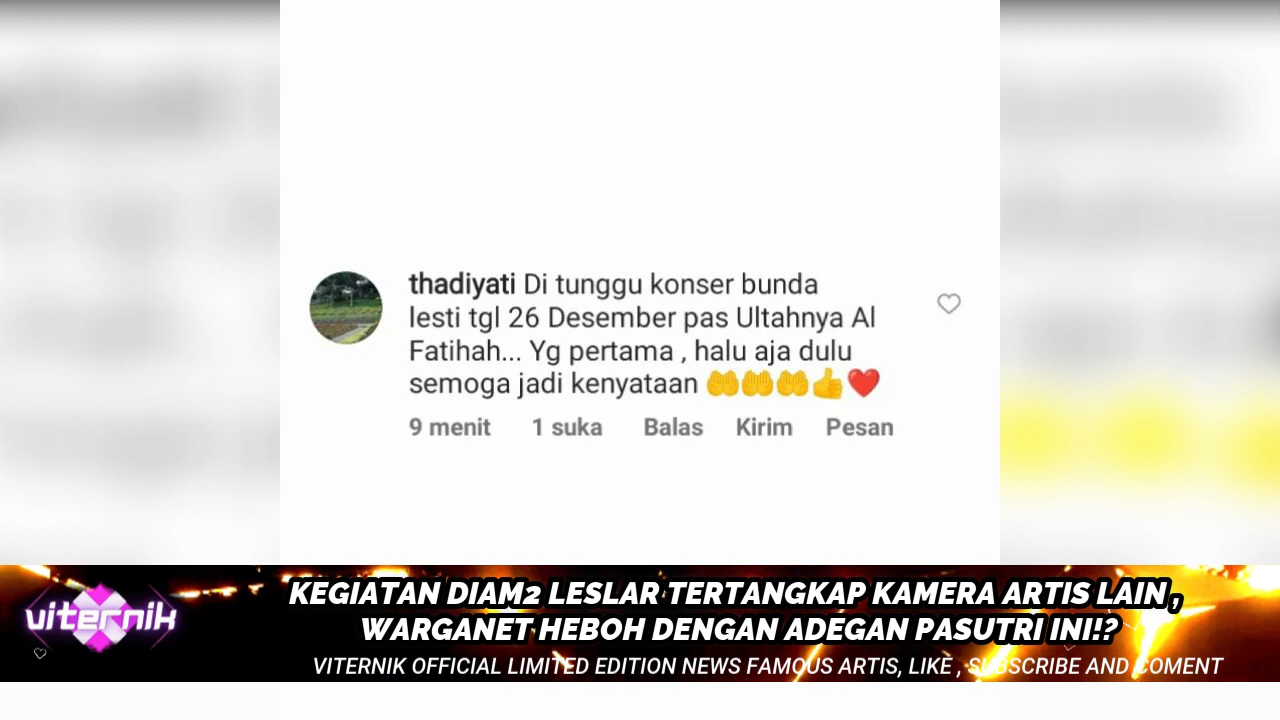 thadiyati Di tunggu konser bunda
lesti tgl 26 Desember pas Ultahnya Al
Fatihah... Yg pertama , halu aja dulu
semoga jadi kenyataan 🤲🤲🤲👍❤️
9 menit 1 suka Balas Kirim Pesan
viternik
KEGIATAN DIAM2 LESLAR TERTANGKAP KAMERA ARTIS LAIN ,
WARGANET HEBOH DENGAN ADEGAN PASUTRI INI!?
VITERNIK OFFICIAL LIMITED EDITION NEWS FAMOUS ARTIS, LIKE , SUBSCRIBE AND COMENT